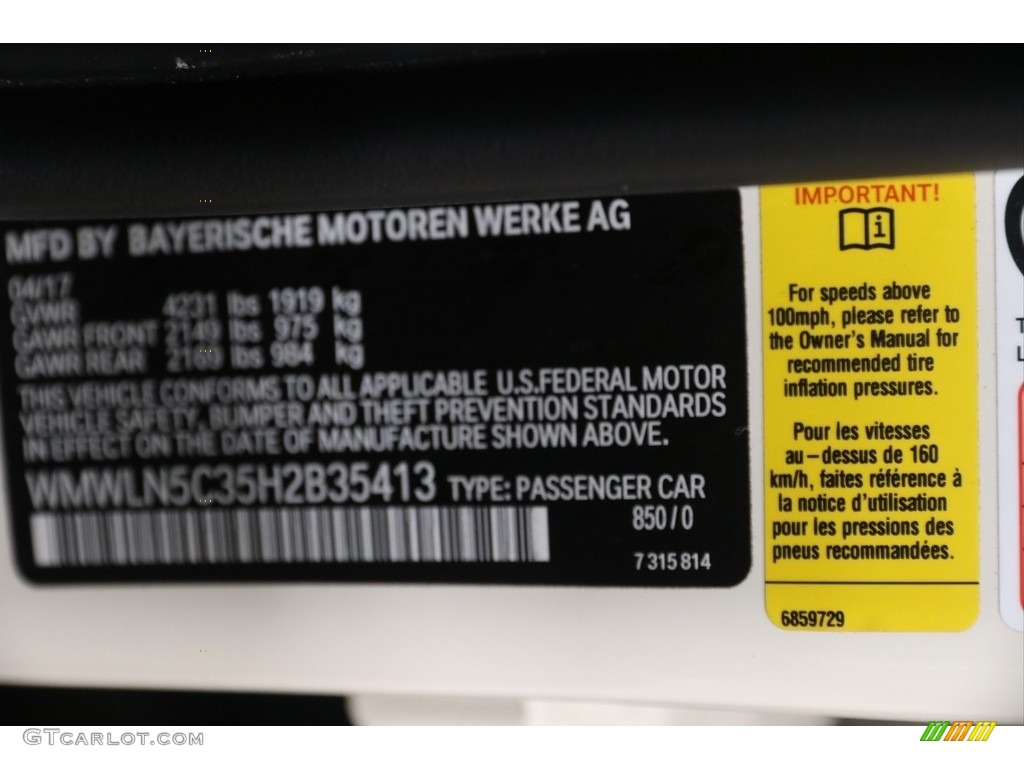 MFD BY BAYERISCHE MOTOREN WERKE AG
04/17
GVWR 4231 lbs 1919 kg
GAWR FRONT 2149 lbs 975 kg
GAWR REAR 2169 lbs 984 kg
THIS VEHICLE CONFORMS TO ALL APPLICABLE U.S.FEDERAL MOTOR
VEHICLE SAFETY, BUMPER AND THEFT PREVENTION STANDARDS
IN EFFECT ON THE DATE OF MANUFACTURE SHOWN ABOVE.
WMWLN5C35H2B35413 TYPE: PASSENGER CAR
850/0
7 315 814
IMPORTANT!
i
For speeds above
100mph, please refer to
the Owner's Manual for
recommended tire
inflation pressures.
Pour les vitesses
au-dessus de 160
km/h, faites référence à
la notice d'utilisation
pour les pressions des
pneus recommandées.
6859729
T
L
GTcarlot.com